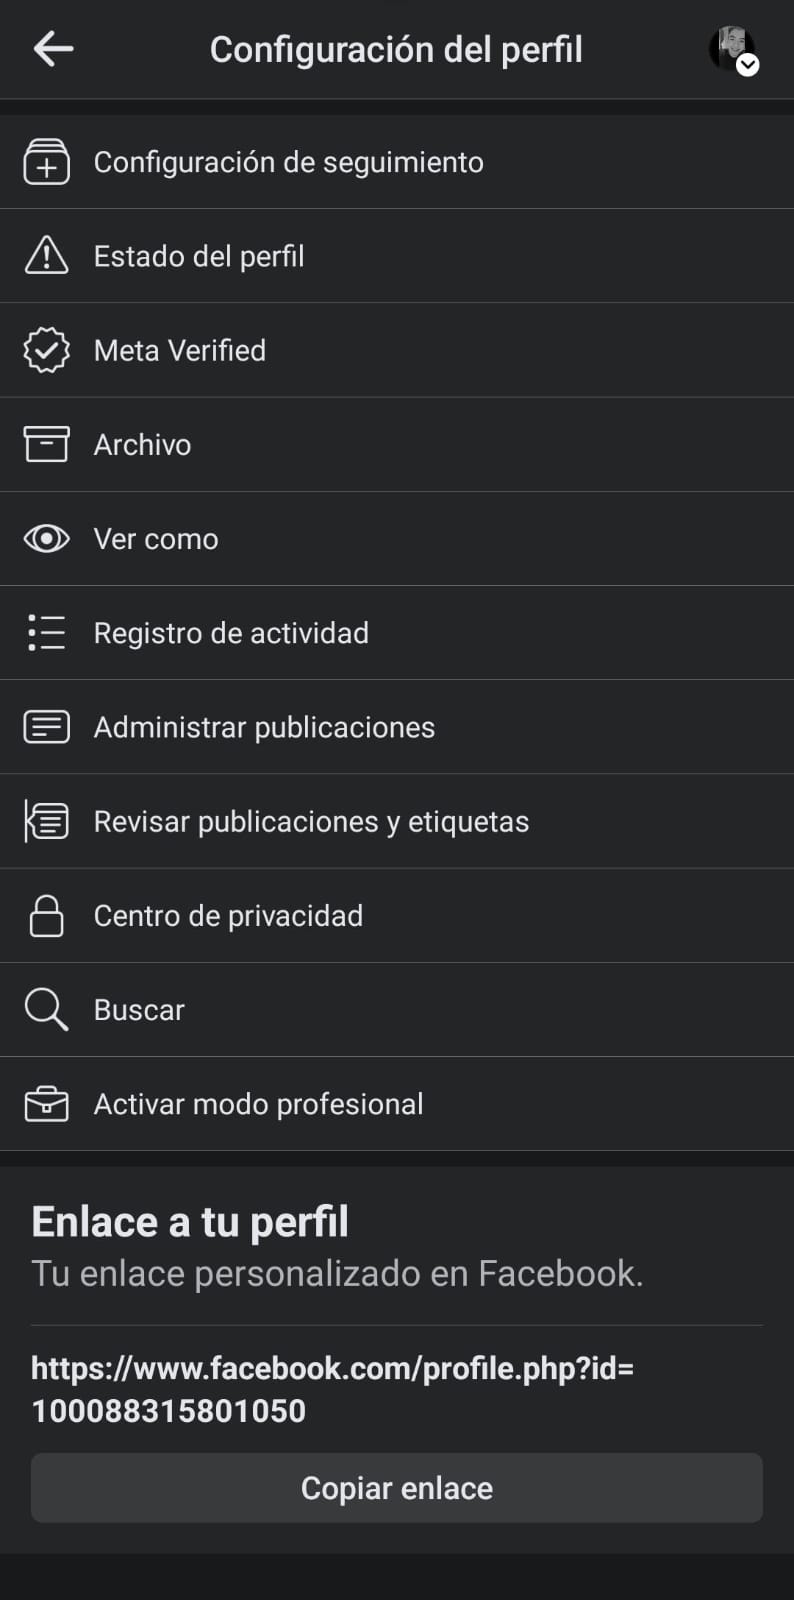 Configuración del perfil
Configuración de seguimiento
Estado del perfil
Meta Verified
Archivo
Ver como
Registro de actividad
Administrar publicaciones
Revisar publicaciones y etiquetas
Centro de privacidad
Buscar
Activar modo profesional
Enlace a tu perfil
Tu enlace personalizado en Facebook.
https://www.facebook.com/profile.php?id=
100088315801050
Copiar enlace